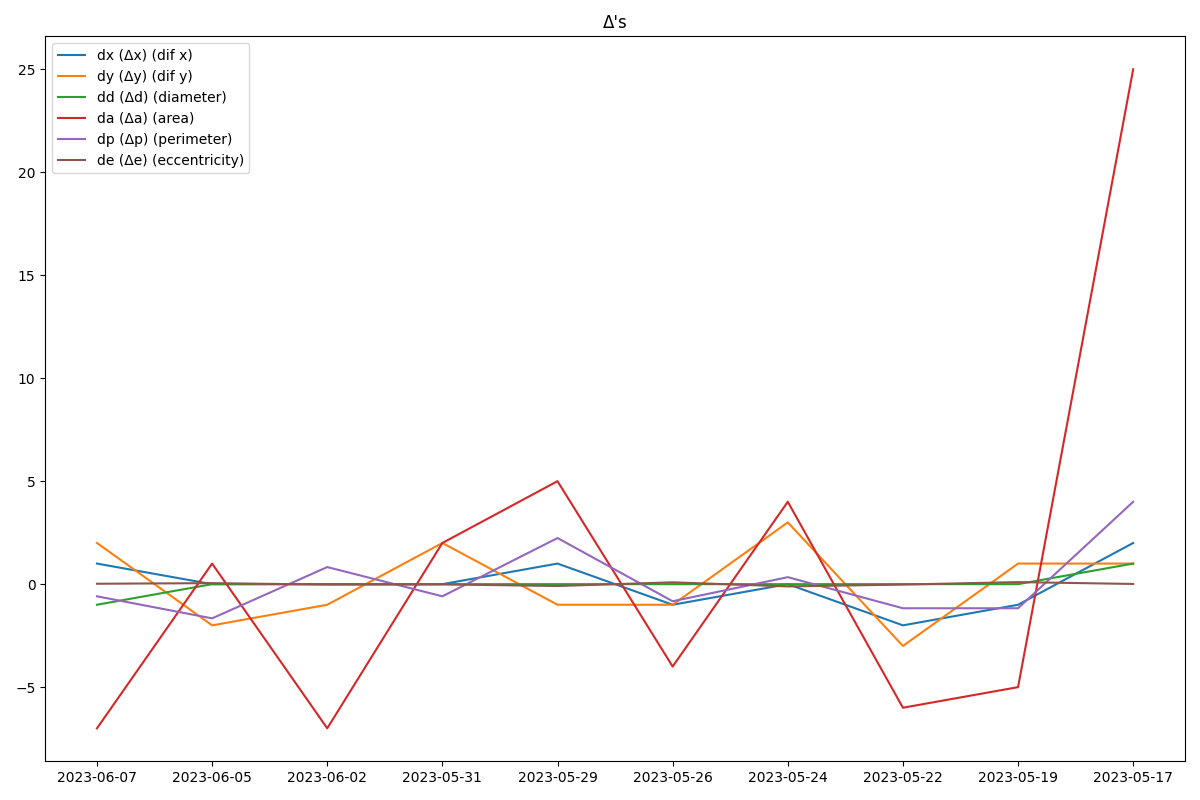 Δ's
dx (Δx) (dif x)
dy (Δy) (dif y)
dd (Δd) (diameter)
da (Δa) (area)
dp (Δp) (perimeter)
de (Δe) (eccentricity)
25
20
15
10
5
0
−5
2023-06-07 2023-06-05 2023-06-02 2023-05-31 2023-05-29 2023-05-26 2023-05-24 2023-05-22 2023-05-19 2023-05-17